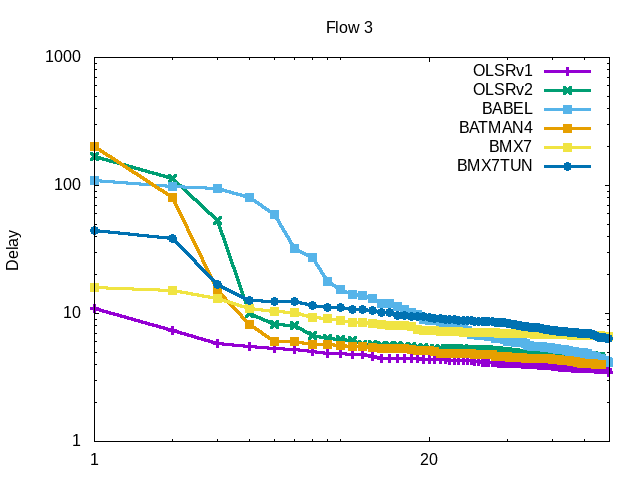 Flow 3
1000
100
10
1
Delay
1
20
OLSRv1
OLSRv2
BABEL
BATMAN4
BMX7
BMX7TUN